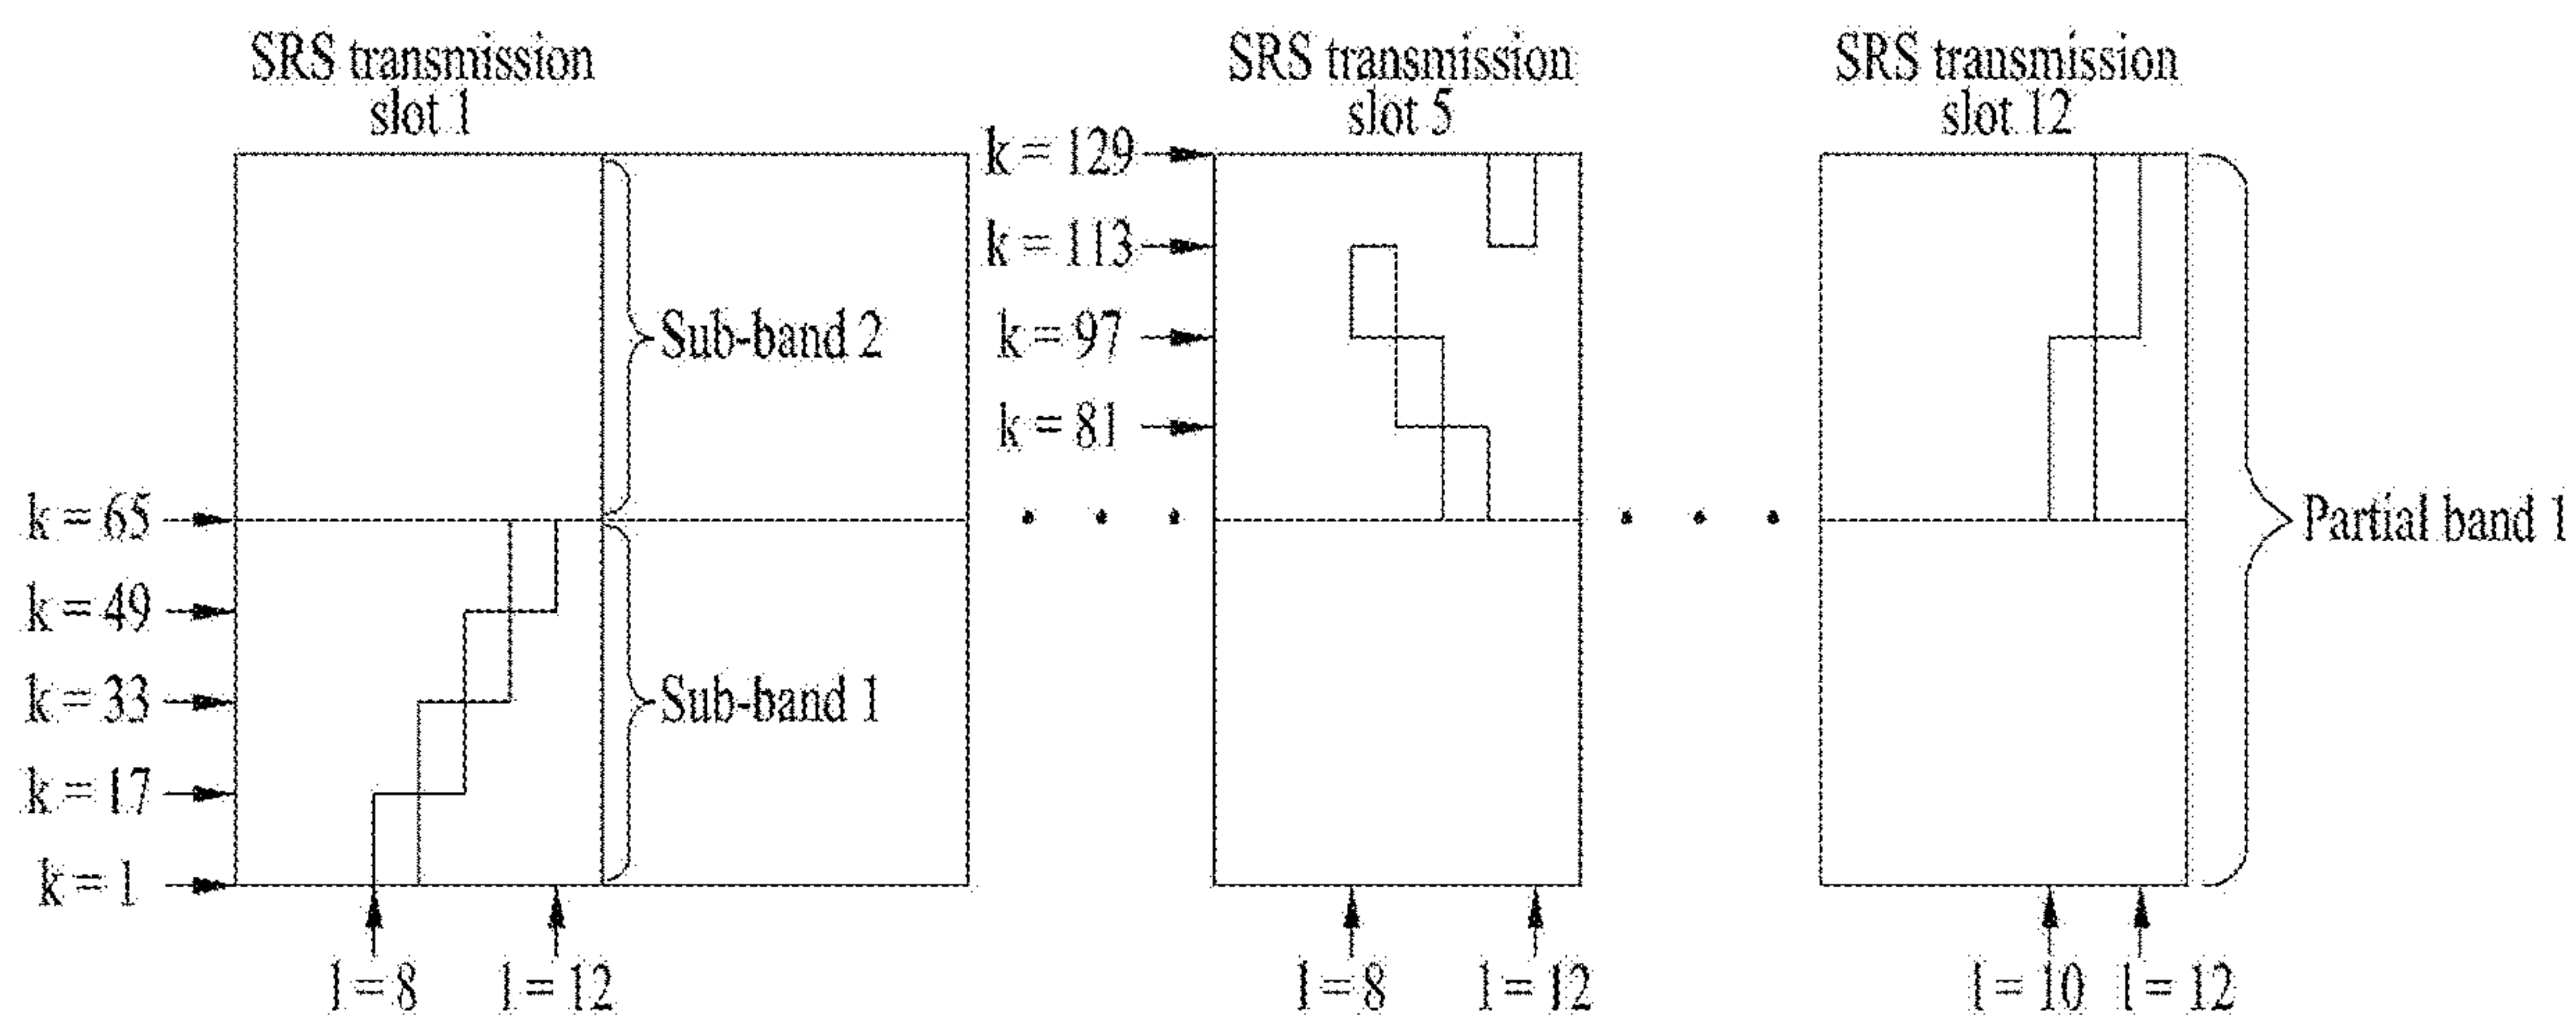 SRS transmission
slot 1
SRS transmission
slot 5
SRS transmission
slot 12
k = 129
k = 113
k = 97
k = 81
Sub-band 2
k = 65
k = 49
k = 33
k = 17
k = 1
Sub-band 1
Partial band 1
l = 8
l = 12
l = 8
l = 12
l = 10
l = 12